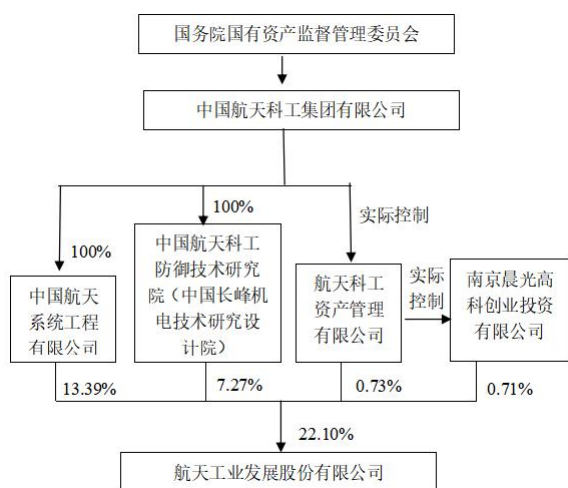 国务院国有资产监督管理委员会
中国航天科工集团有限公司
100%
100%
实际控制
中国航天
系统工程
有限公司
中国航天科工
防御技术研究
院（中国长峰机
电技术研究设
计院）
航天科工
资产管理
有限公司
实际
控制
南京晨光高
科创业投资
有限公司
13.39%
7.27%
0.73%
0.71%
22.10%
航天工业发展股份有限公司